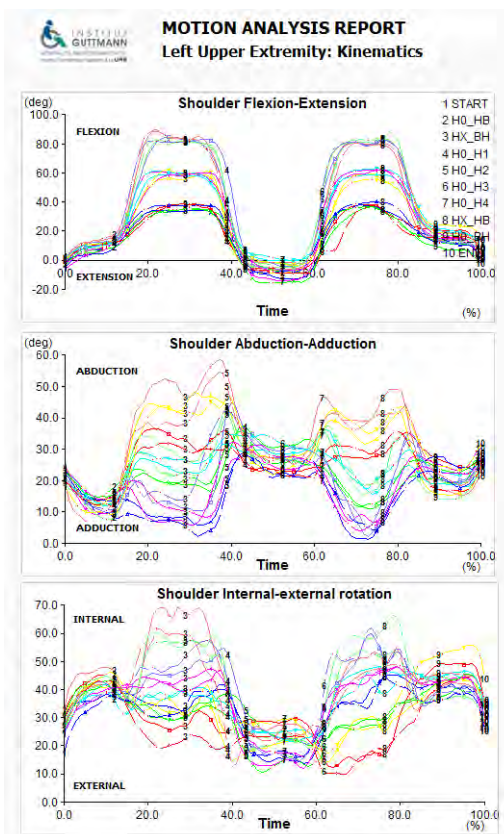 INSTITUT
GUTTMANN
MOTION ANALYSIS REPORT
Left Upper Extremity: Kinematics
(deg)
Shoulder Flexion-Extension
100.0
80.0
60.0
40.0
20.0
0.0
-20.0
FLEXION
EXTENSION
1 START
2 H0_HB
3 HX_BH
4 H0_H1
5 H0_H2
6 H0_H3
7 H0_H4
8 HX_HB
9 H0_BH
10 END
0.0 20.0 40.0 60.0 80.0 100.0
Time
(%)
(deg)
Shoulder Abduction-Adduction
60.0
50.0
40.0
30.0
20.0
10.0
0.0
ABDUCTION
ADDUCTION
0.0 20.0 40.0 60.0 80.0 100.0
Time
(%)
Shoulder Internal-external rotation
70.0
60.0
50.0
40.0
30.0
20.0
10.0
0.0
INTERNAL
EXTERNAL
0.0 20.0 40.0 60.0 80.0 100.0
Time
(%)